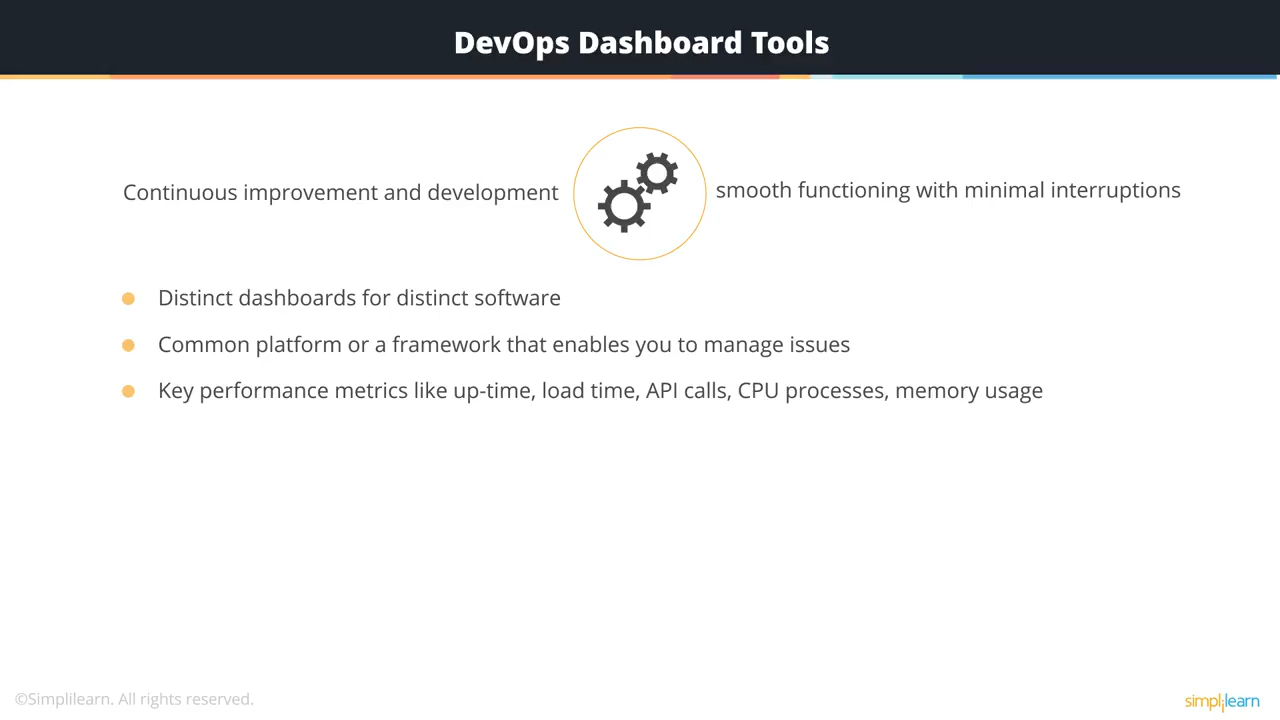 DevOps Dashboard Tools
Continuous improvement and development
smooth functioning with minimal interruptions
Distinct dashboards for distinct software
Common platform or a framework that enables you to manage issues
Key performance metrics like up-time, load time, API calls, CPU processes, memory usage
©Simplilearn. All rights reserved.
simplilearn